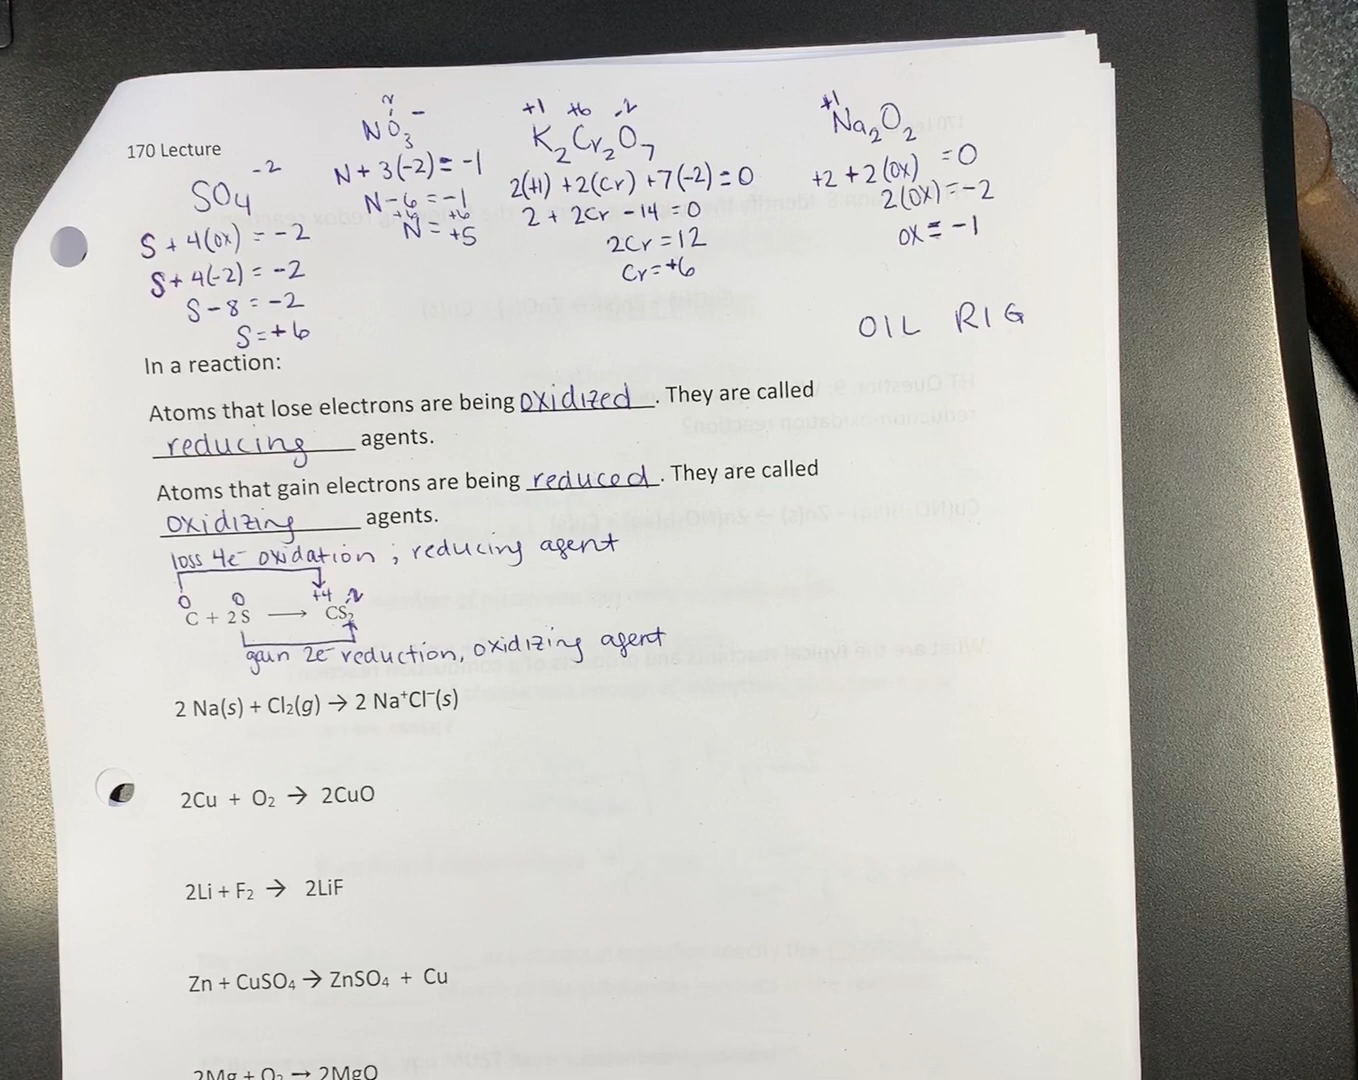 170 Lecture
SO4 -2
S + 4(ox) = -2
S + 4(-2) = -2
S - 8 = -2
S = +6
-2
NO3 -
N + 3(-2) = -1
N - 6 = -1
+6 +6
N = +5
+1 +6 -2
K2Cr2O7
2(+1) + 2(Cr) + 7(-2) = 0
2 + 2Cr - 14 = 0
2Cr = 12
Cr = +6
+1
Na2O2
+2 + 2(ox) = 0
2(ox) = -2
ox = -1
OIL RIG
In a reaction:
Atoms that lose electrons are being oxidized. They are called
reducing agents.
Atoms that gain electrons are being reduced. They are called
oxidizing agents.
loss 4e- oxidation ; reducing agent
0 0 +4 -2
C + 2S → CS2
gain 2e- reduction, oxidizing agent
2 Na(s) + Cl2(g) → 2 Na+Cl–(s)
2Cu + O2 → 2CuO
2Li + F2 → 2LiF
Zn + CuSO4 → ZnSO4 + Cu
2Mg + O2 → 2MgO